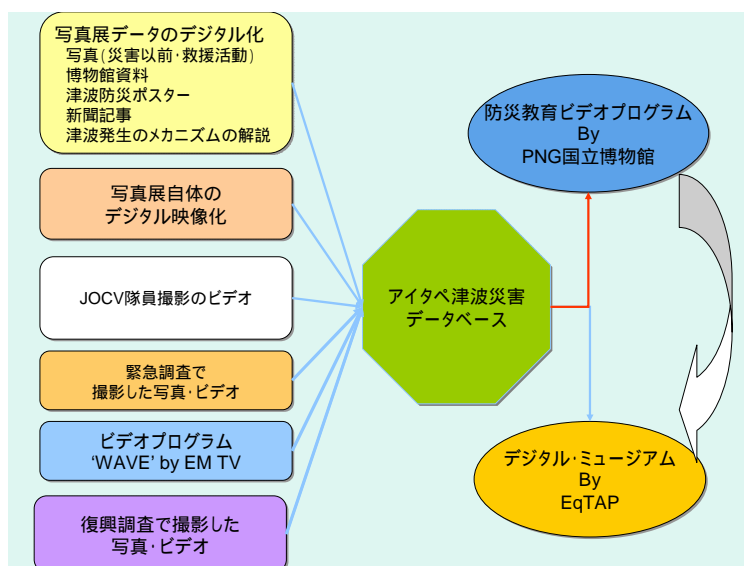 写真展データのデジタル化
写真(災害以前･救援活動)
博物館資料
津波防災ポスター
新聞記事
津波発生のメカニズムの解説
写真展自体の
デジタル映像化
JOCV隊員撮影のビデオ
緊急調査で
撮影した写真･ビデオ
ビデオプログラム
‘WAVE’ by EM TV
復興調査で撮影した
写真･ビデオ
アイタペ津波災害
データベース
防災教育ビデオプログラム
By
PNG国立博物館
デジタル･ミュージアム
By
EqTAP